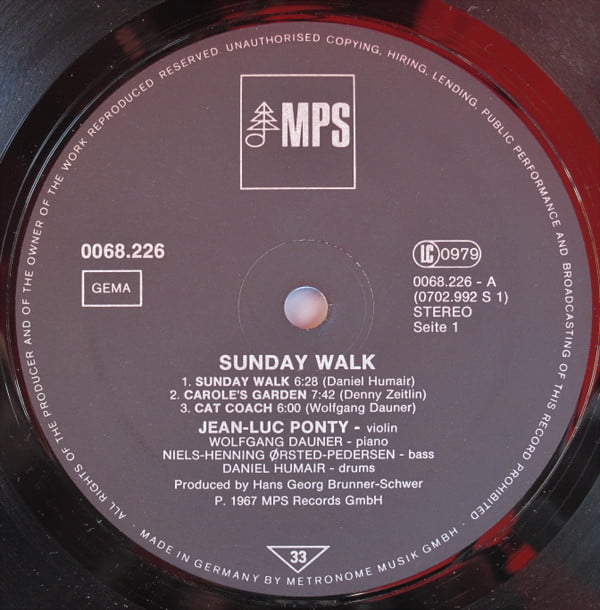 ALL RIGHTS OF THE PRODUCER AND OF THE OWNER OF THE WORK REPRODUCED RESERVED UNAUTHORISED COPYING, HIRING, LENDING, PUBLIC PERFORMANCE AND BROADCASTING OF THIS RECORD PROHIBITED
MPS
0068.226
GEMA
LC 0979
0068.226 - A
(0702.992 S 1)
STEREO
Seite 1
SUNDAY WALK
1. SUNDAY WALK 6:28 (Daniel Humair)
2. CAROLE'S GARDEN 7:42 (Denny Zeitlin)
3. CAT COACH 6:00 (Wolfgang Dauner)
JEAN-LUC PONTY - violin
WOLFGANG DAUNER - piano
NIELS-HENNING ØRSTED-PEDERSEN - bass
DANIEL HUMAIR - drums
Produced by Hans Georg Brunner-Schwer
P. 1967 MPS Records GmbH
33
· MADE IN GERMANY BY METRONOME MUSIK GMBH ·